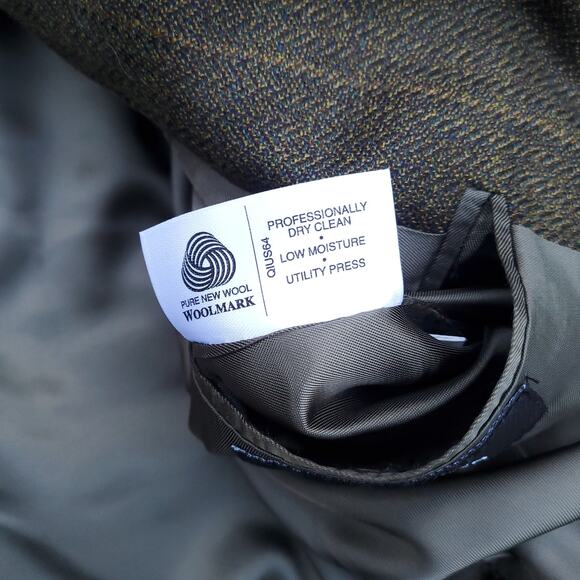 PURE NEW WOOL
WOOLMARK
QIUS64
PROFESSIONALLY
DRY CLEAN
•
LOW MOISTURE
•
UTILITY PRESS